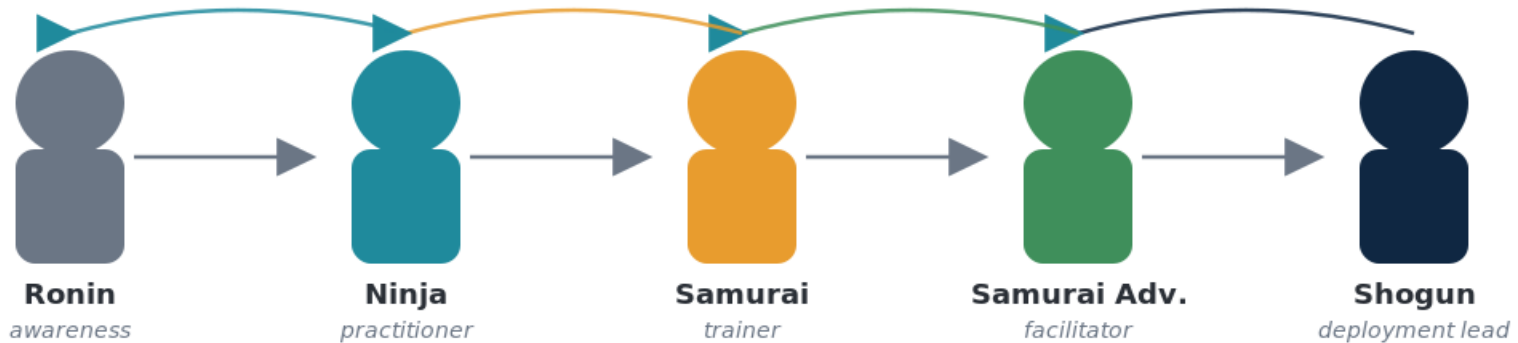 Ronin
awareness
Ninja
practitioner
Samurai
trainer
Samurai Adv.
facilitator
Shogun
deployment lead